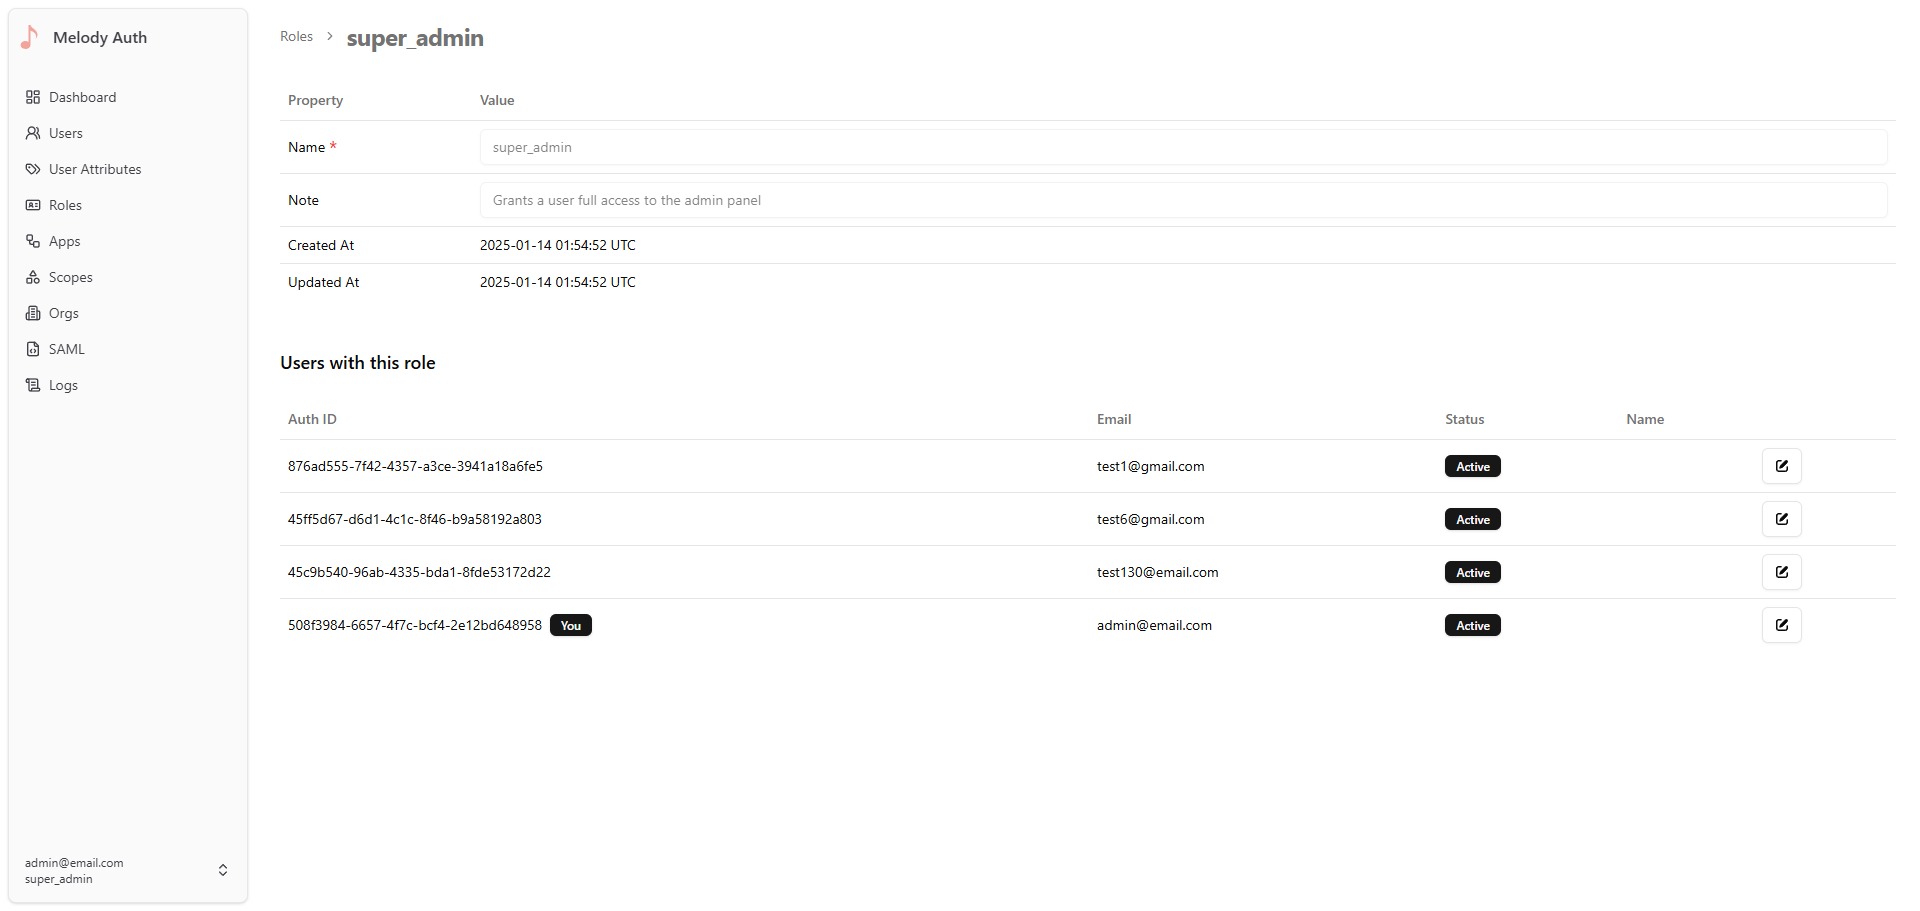 Melody Auth
Dashboard
Users
User Attributes
Roles
Apps
Scopes
Orgs
SAML
Logs
admin@email.com
super_admin
Roles > super_admin
Property Value
Name * super_admin
Note Grants a user full access to the admin panel
Created At 2025-01-14 01:54:52 UTC
Updated At 2025-01-14 01:54:52 UTC
Users with this role
Auth ID Email Status Name
876ad555-7f42-4357-a3ce-3941a18a6fe5 test1@gmail.com Active
45ff5d67-d6d1-4c1c-8f46-b9a58192a803 test6@gmail.com Active
45c9b540-96ab-4335-bda1-8fde53172d22 test130@email.com Active
508f3984-6657-4f7c-bcf4-2e12bd648958 You admin@email.com Active